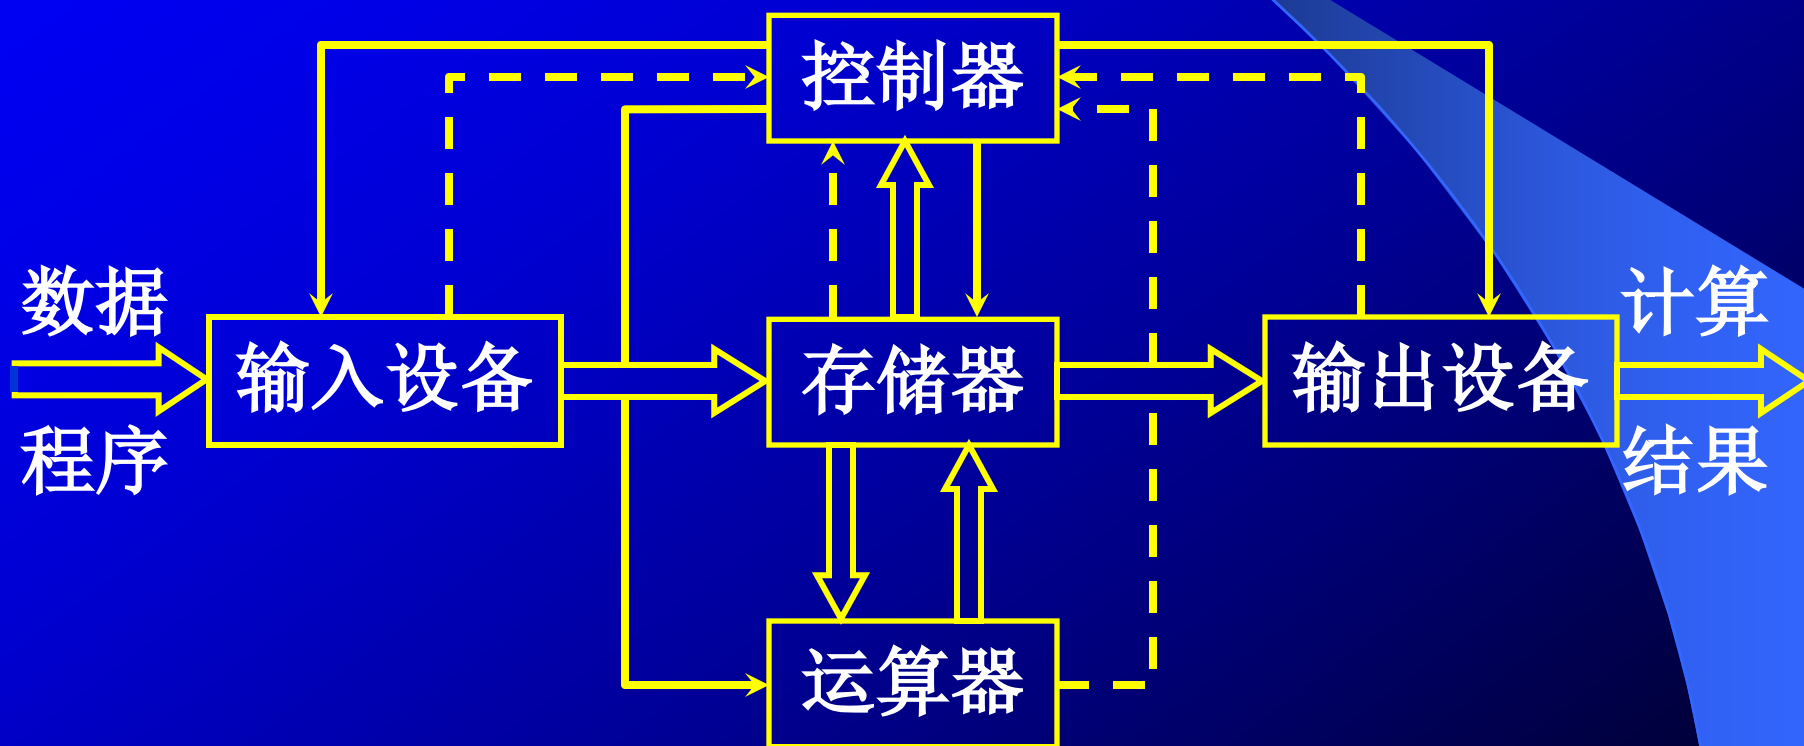 控制器
数据
程序
输入设备
存储器
输出设备
计算
结果
运算器